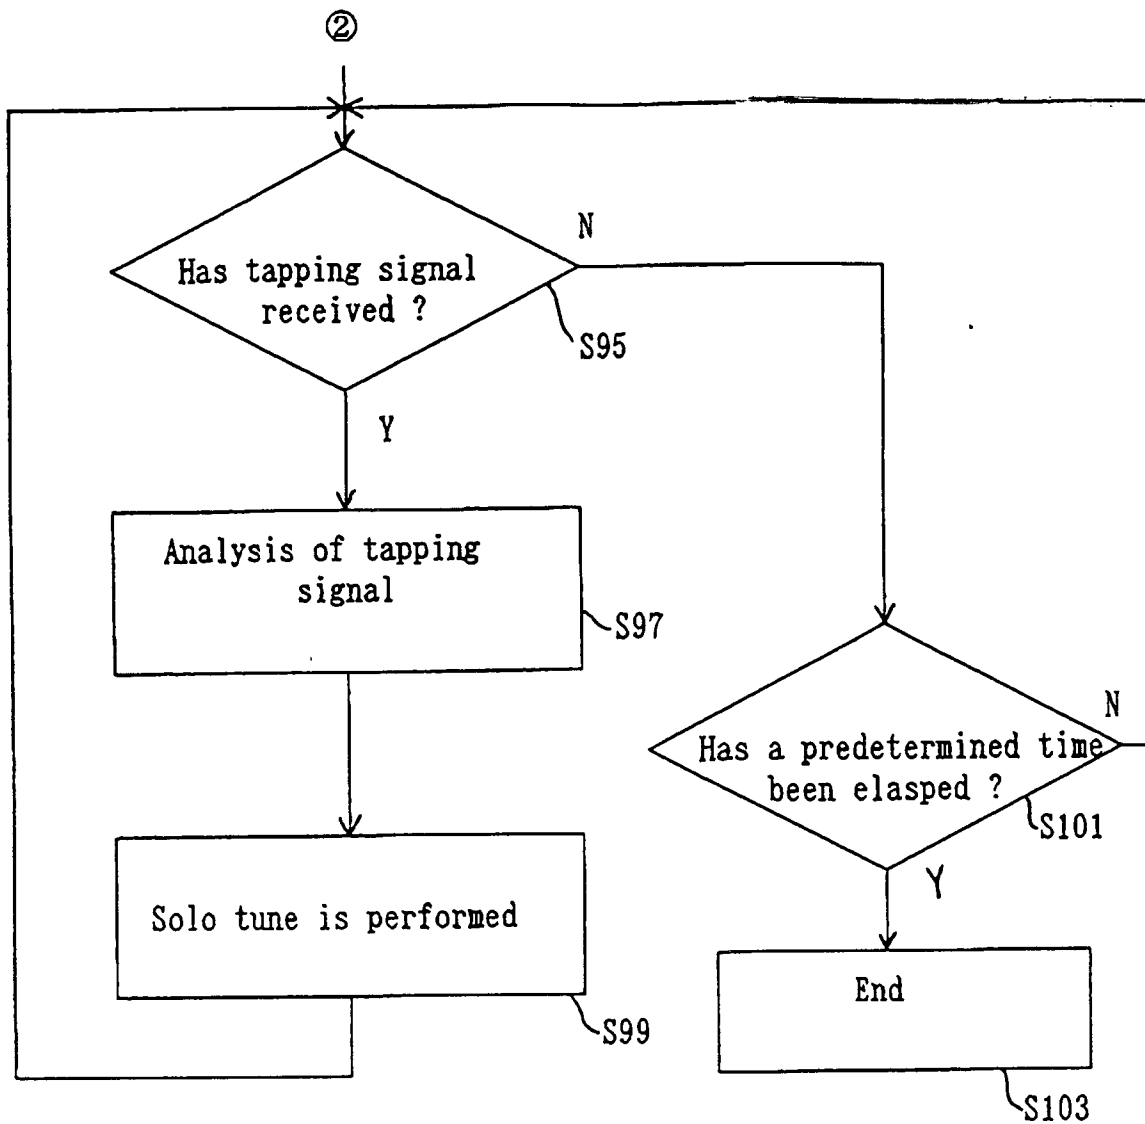 ②
N
Has tapping signal
received ?
S95
Y
Analysis of tapping
signal
S97
N
Has a predetermined time
been elasped ?
S101
Y
Solo tune is performed
S99
End
S103